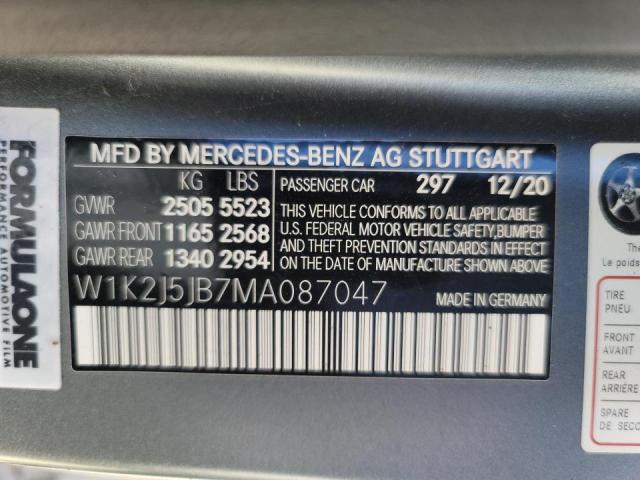 FORMULAONE
PERFORMANCE AUTOMOTIVE FILM
MFD BY MERCEDES-BENZ AG STUTTGART
KG LBS
GVWR 2505 5523
GAWR FRONT 1165 2568
GAWR REAR 1340 2954
PASSENGER CAR 297 12/20
THIS VEHICLE CONFORMS TO ALL APPLICABLE
U.S. FEDERAL MOTOR VEHICLE SAFETY,BUMPER
AND THEFT PREVENTION STANDARDS IN EFFECT
ON THE DATE OF MANUFACTURE SHOWN ABOVE.
W1K2J5JB7MA087047
MADE IN GERMANY
The
Le poids
TIRE
PNEU
FRONT
AVANT
REAR
ARRIÈRE
SPARE
DE SECO